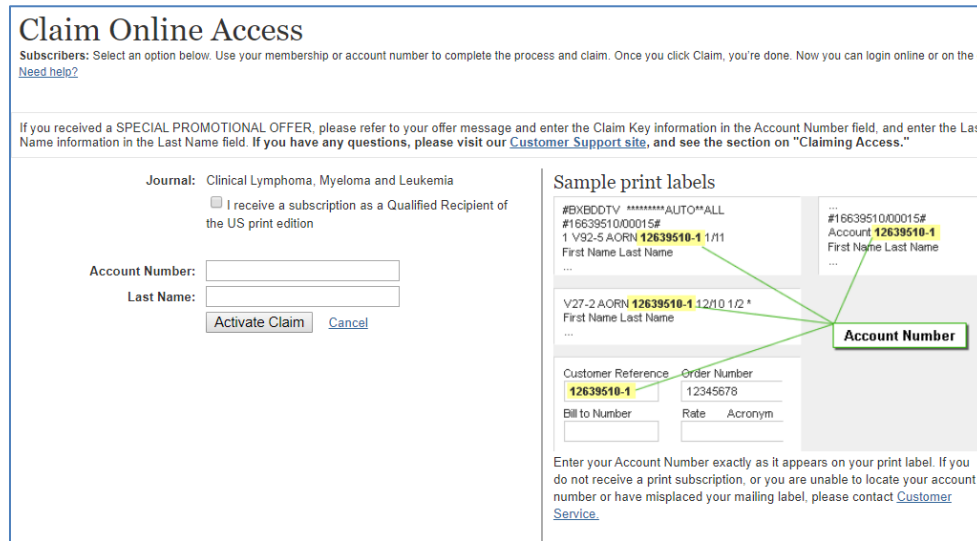 Claim Online Access
Subscribers: Select an option below. Use your membership or account number to complete the process and claim. Once you click Claim, you're done. Now you can login online or on the
Need help?
If you received a SPECIAL PROMOTIONAL OFFER, please refer to your offer message and enter the Claim Key information in the Account Number field, and enter the Las
Name information in the Last Name field. If you have any questions, please visit our Customer Support site, and see the section on "Claiming Access."
Journal: Clinical Lymphoma, Myeloma and Leukemia
I receive a subscription as a Qualified Recipient of
the US print edition
Account Number:
Last Name:
Activate Claim Cancel
Sample print labels
#BXBDDTV *********AUTO**ALL
#16639510/00015#
1 V92-5 AORN 12639510-1 1/11
First Name Last Name
...
...
#16639510/00015#
Account 12639510-1
First Name Last Name
...
V27-2 AORN 12639510-1 12/10 1/2 *
First Name Last Name
...
Account Number
Customer Reference Order Number
12639510-1 12345678
Bill to Number Rate Acronym
Enter your Account Number exactly as it appears on your print label. If you
do not receive a print subscription, or you are unable to locate your account
number or have misplaced your mailing label, please contact Customer
Service.